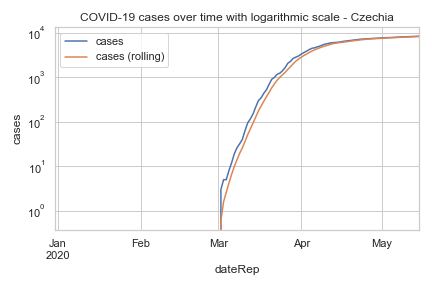 COVID-19 cases over time with logarithmic scale - Czechia
10⁴
cases
cases (rolling)
10³
10²
10¹
10⁰
cases
Jan
2020
Feb
Mar
Apr
May
dateRep